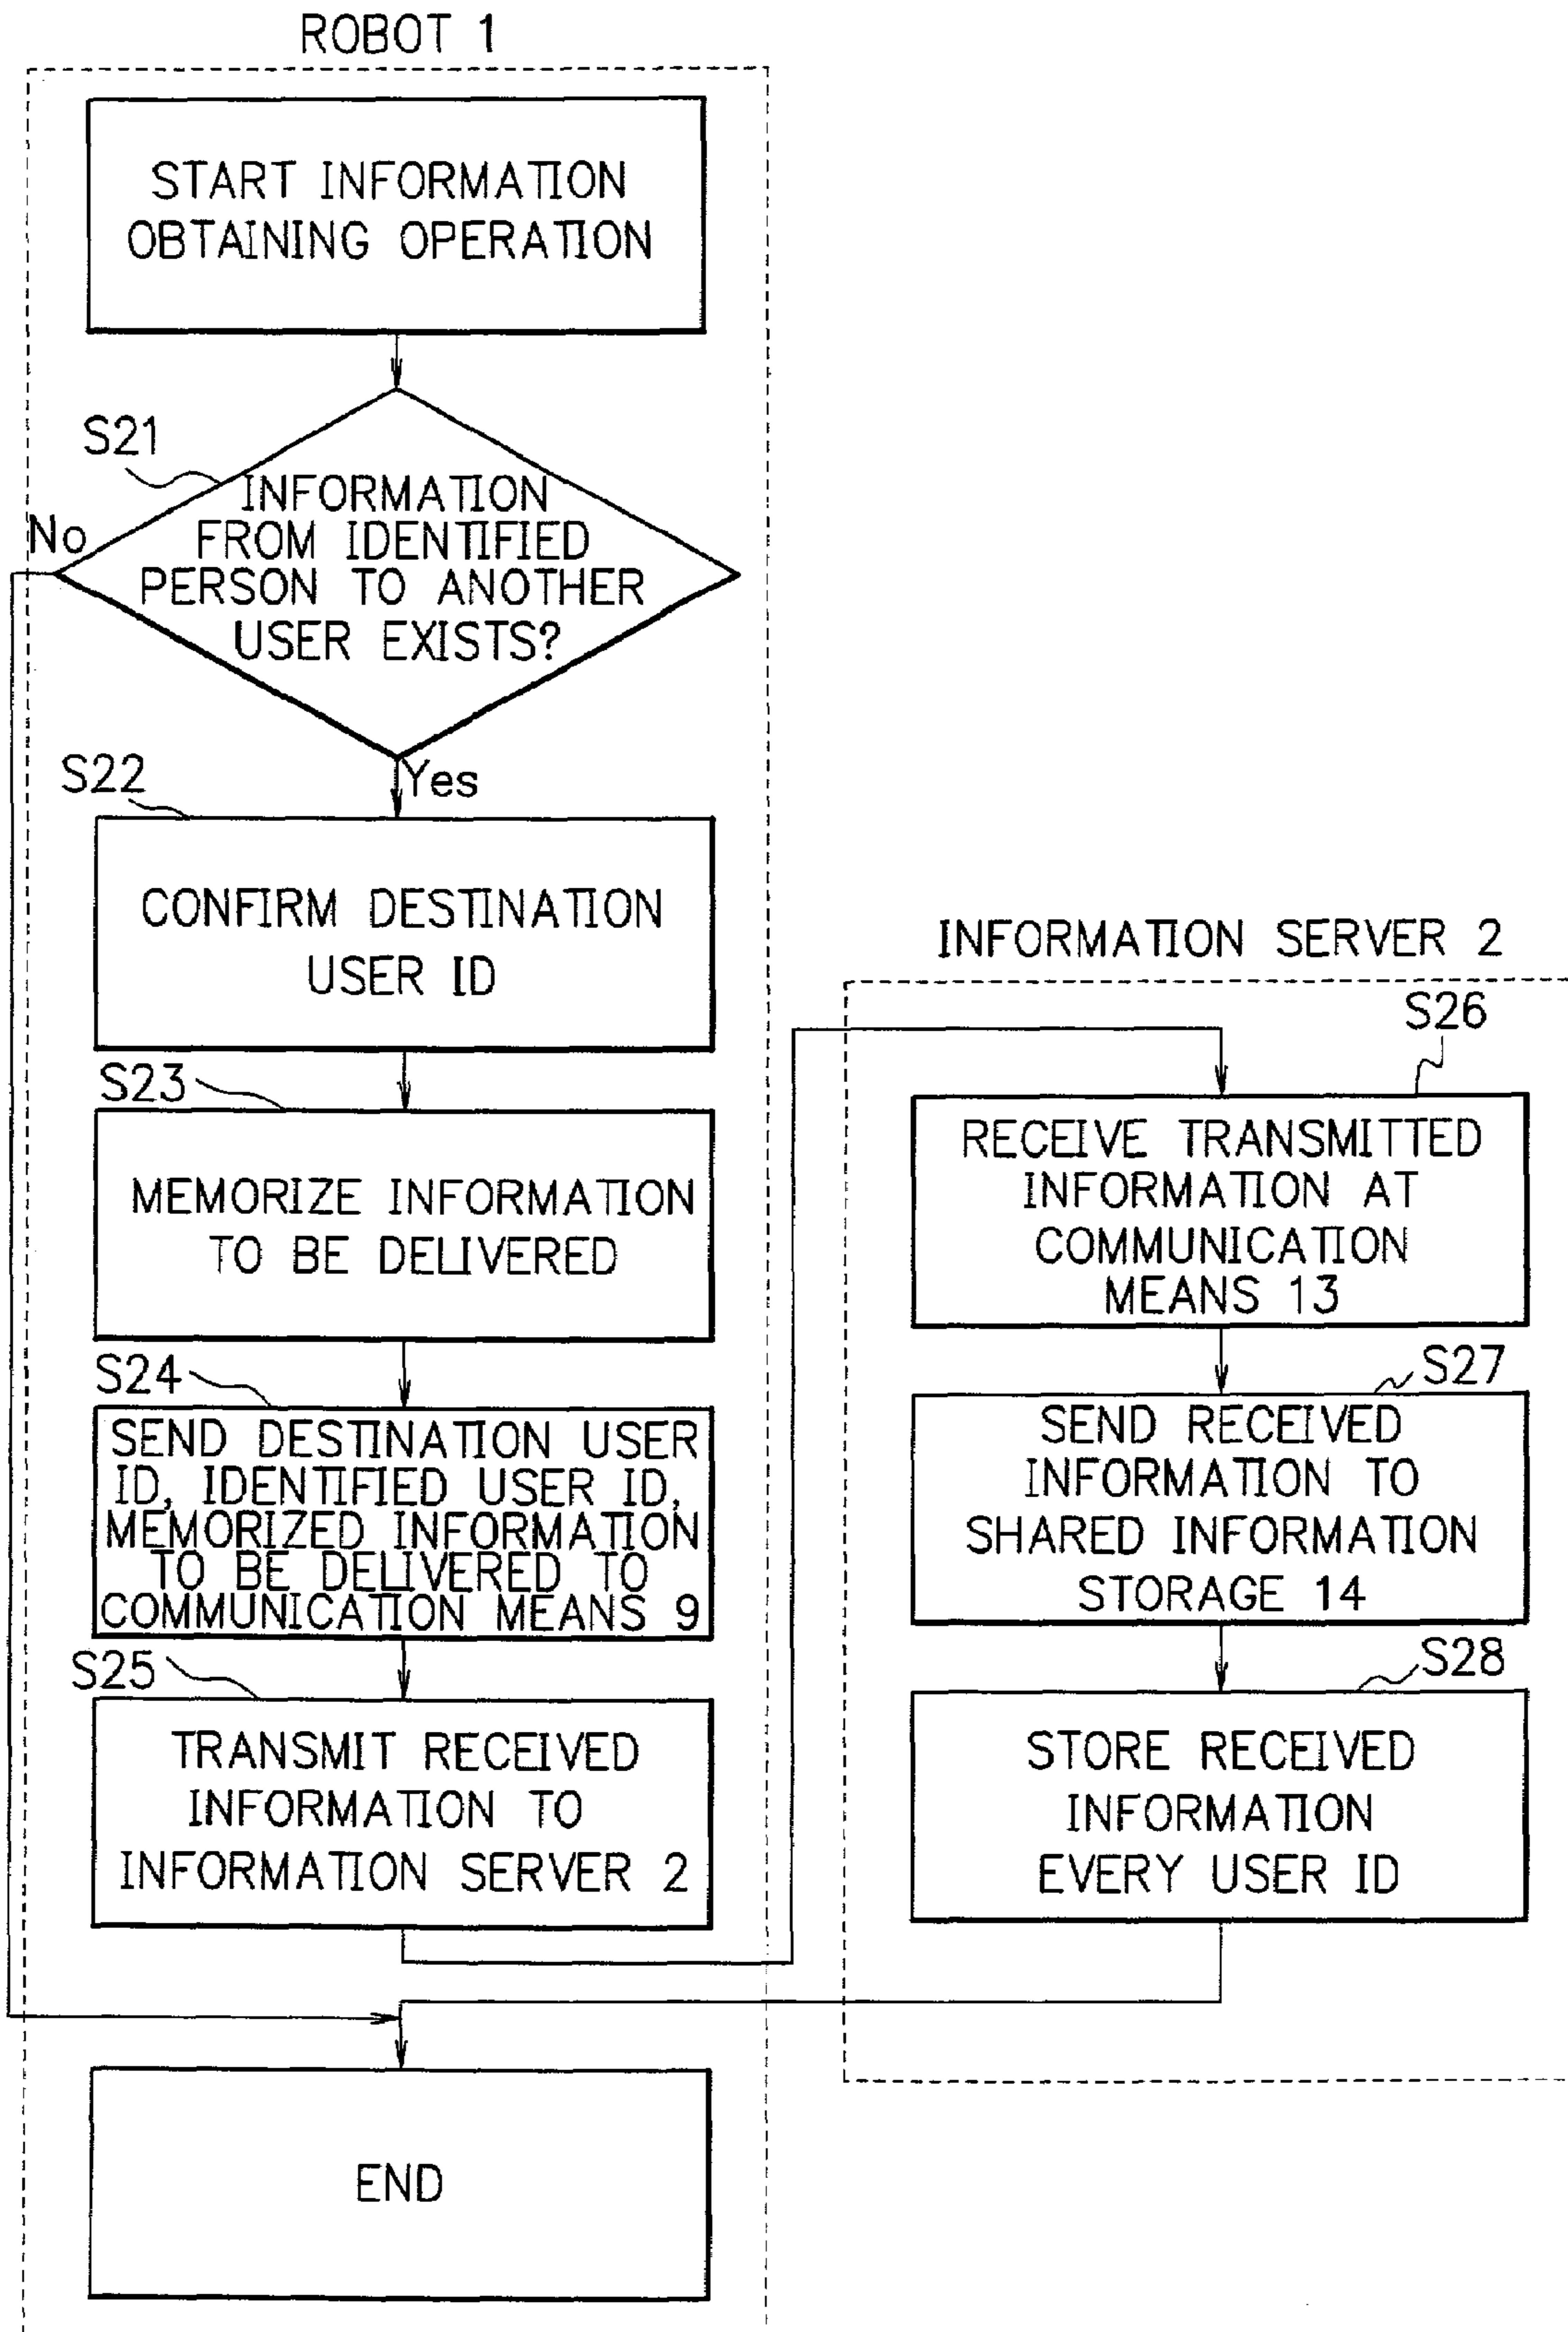 ROBOT 1
START INFORMATION
OBTAINING OPERATION
S21
INFORMATION
FROM IDENTIFIED
PERSON TO ANOTHER
USER EXISTS?
No
Yes
S22
CONFIRM DESTINATION
USER ID
S23
MEMORIZE INFORMATION
TO BE DELIVERED
S24
SEND DESTINATION USER
ID, IDENTIFIED USER ID,
MEMORIZED INFORMATION
TO BE DELIVERED TO
COMMUNICATION MEANS 9
S25
TRANSMIT RECEIVED
INFORMATION TO
INFORMATION SERVER 2
END
INFORMATION SERVER 2
S26
RECEIVE TRANSMITTED
INFORMATION AT
COMMUNICATION
MEANS 13
S27
SEND RECEIVED
INFORMATION TO
SHARED INFORMATION
STORAGE 14
S28
STORE RECEIVED
INFORMATION
EVERY USER ID